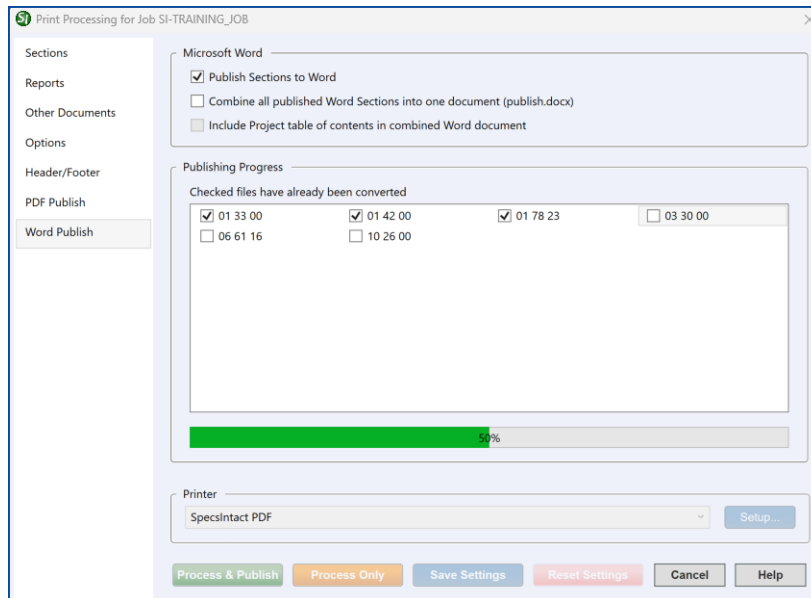 SI Print Processing for Job SI-TRAINING_JOB
Sections
Reports
Other Documents
Options
Header/Footer
PDF Publish
Word Publish
Microsoft Word
Publish Sections to Word
Combine all published Word Sections into one document (publish.docx)
Include Project table of contents in combined Word document
Publishing Progress
Checked files have already been converted
01 33 00 01 42 00 01 78 23 03 30 00
06 61 16 10 26 00
50%
Printer
SpecsIntact PDF Setup...
Process & Publish Process Only Save Settings Reset Settings Cancel Help